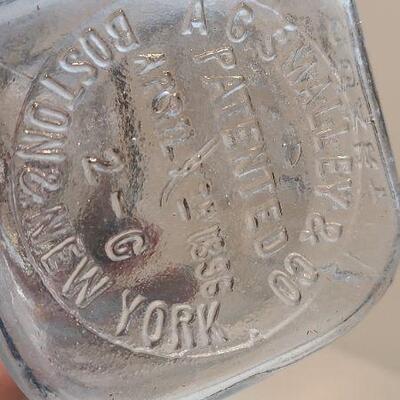 A G SMALLEY & CO
BOSTON & NEW YORK
PATENTED
APRIL 7TH 1896
2-G